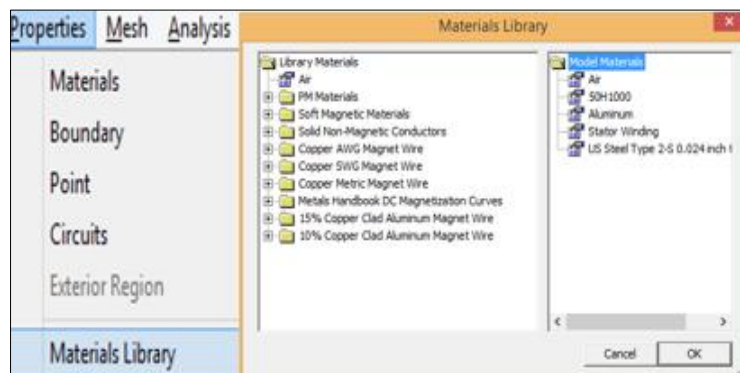 Properties Mesh Analysis
Materials
Boundary
Point
Circuits
Exterior Region
Materials Library
Materials Library
Library Materials
Air
PM Materials
Soft Magnetic Materials
Solid Non-Magnetic Conductors
Copper AWG Magnet Wire
Copper SWG Magnet Wire
Copper Metric Magnet Wire
Metals Handbook DC Magnetization Curves
15% Copper Clad Aluminum Magnet Wire
10% Copper Clad Aluminum Magnet Wire
Model Materials
Air
50H1000
Aluminum
Stator Winding
US Steel Type 2-S 0.024 inch t
Cancel OK